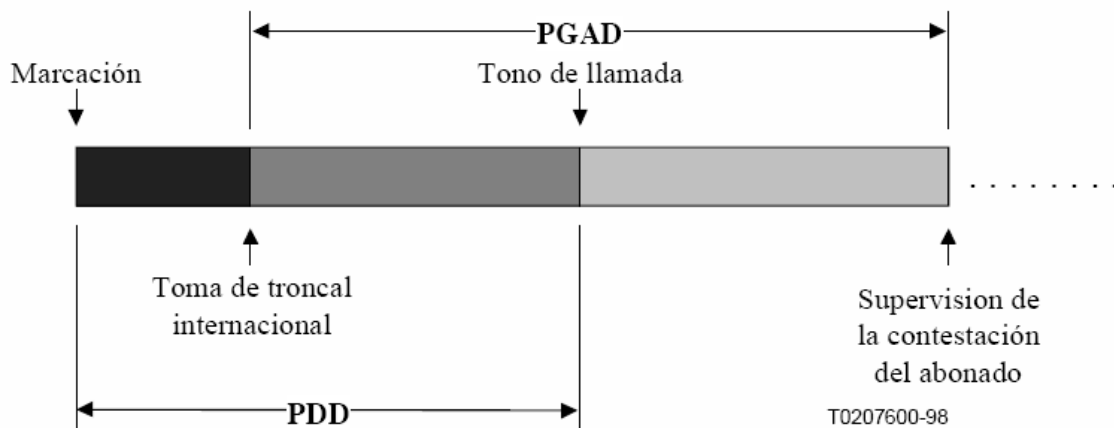 PGAD
Marcación
Tono de llamada
Toma de troncal
internacional
Supervision de
la contestación
del abonado
PDD
T0207600-98